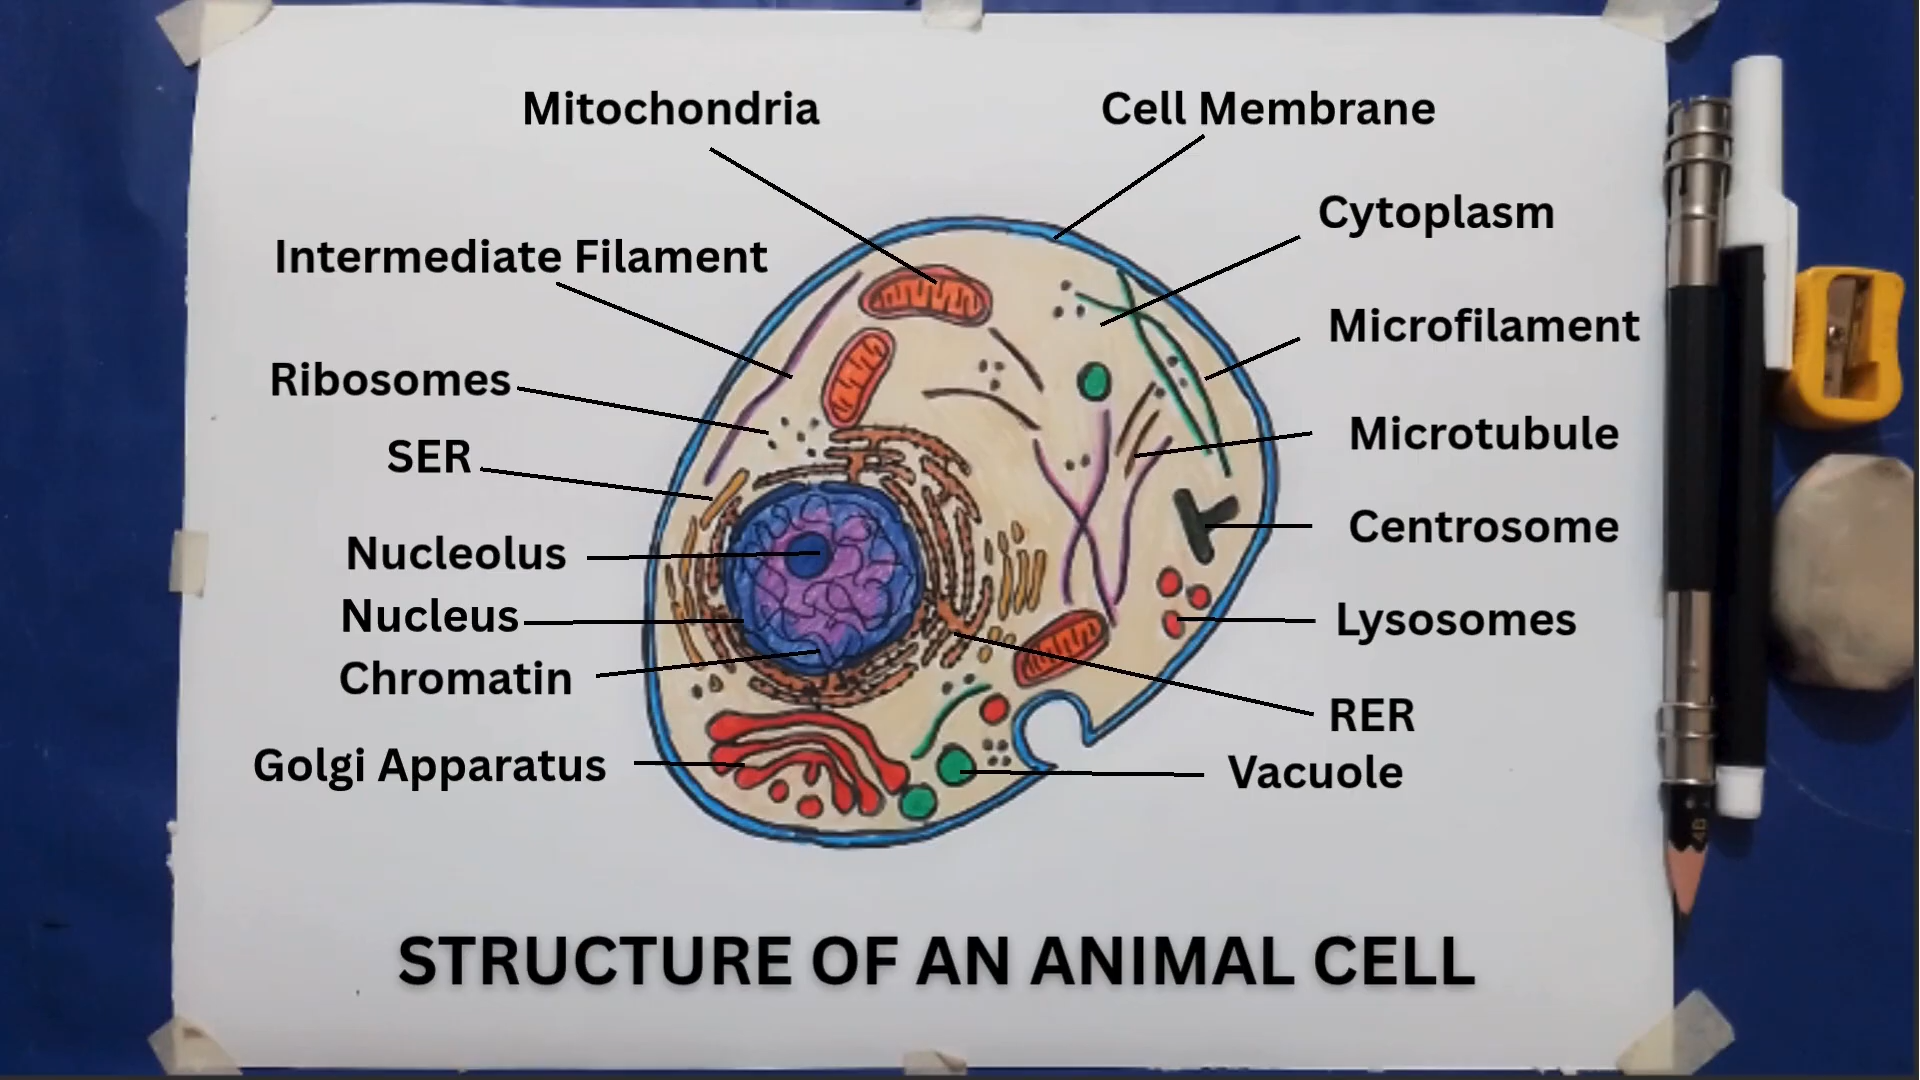 Mitochondria
Cell Membrane
Cytoplasm
Intermediate Filament
Microfilament
Ribosomes
Microtubule
SER
Centrosome
Nucleolus
Nucleus
Lysosomes
Chromatin
RER
Golgi Apparatus
Vacuole
4B
STRUCTURE OF AN ANIMAL CELL